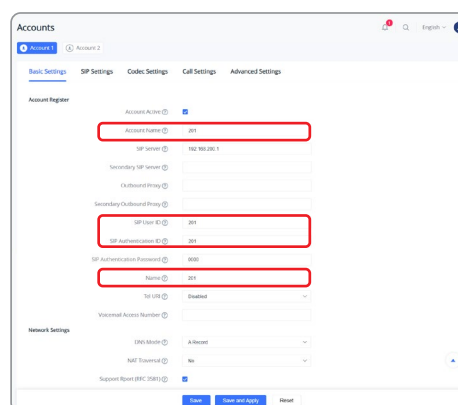 Accounts
English
Account 1
Account 2
Basic Settings SIP Settings Codec Settings Call Settings Advanced Settings
Account Register
Account Active
Account Name 201
SIP Server 192.168.200.1
Secondary SIP Server
Outbound Proxy
Secondary Outbound Proxy
SIP User ID 201
SIP Authentication ID 201
SIP Authentication Password 0000
Name 201
Tel URI Disabled
Voicemail Access Number
Network Settings
DNS Mode A Record
NAT Traversal No
Support Rport (RFC 3581)
Save Save and Apply Reset